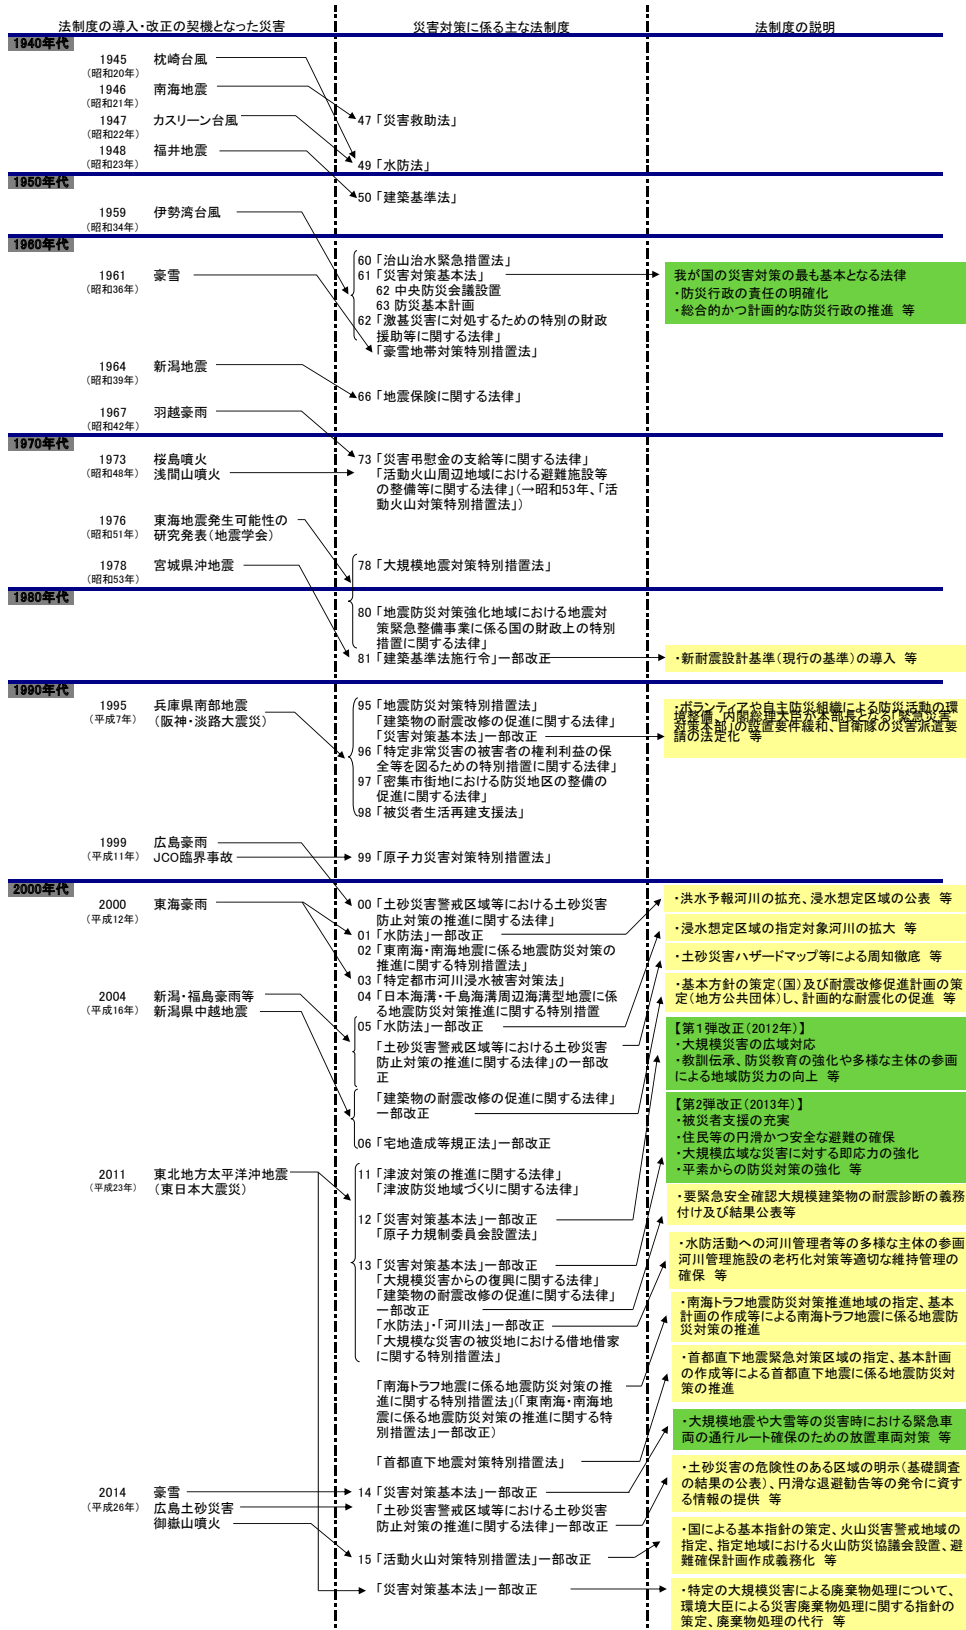 法制度の導入・改正の契機となった災害
災害対策に係る主な法制度
法制度の説明
1940年代
1945
(昭和20年)
枕崎台風
1946
(昭和21年)
南海地震
1947
(昭和22年)
カスリーン台風
1948
(昭和23年)
福井地震
47「災害救助法」
49「水防法」
1950年代
50「建築基準法」
1959
(昭和34年)
伊勢湾台風
1960年代
60「治山治水緊急措置法」
61「災害対策基本法」
62 中央防災会議設置
63 防災基本計画
62「激甚災害に対処するための特別の財政
援助等に関する法律」
「豪雪地帯対策特別措置法」
我が国の災害対策の最も基本となる法律
・防災行政の責任の明確化
・総合的かつ計画的な防災行政の推進 等
1961
(昭和36年)
豪雪
1964
(昭和39年)
新潟地震
66「地震保険に関する法律」
1967
(昭和42年)
羽越豪雨
1970年代
1973
(昭和48年)
桜島噴火
浅間山噴火
73「災害弔慰金の支給等に関する法律」
「活動火山周辺地域における避難施設等
の整備等に関する法律」(→昭和53年、「活
動火山対策特別措置法」)
1976
(昭和51年)
東海地震発生可能性の
研究発表(地震学会)
1978
(昭和53年)
宮城県沖地震
78「大規模地震対策特別措置法」
1980年代
80「地震防災対策強化地域における地震対
策緊急整備事業に係る国の財政上の特別
措置に関する法律」
81「建築基準法施行令」一部改正
・新耐震設計基準(現行の基準)の導入 等
1990年代
1995
(平成7年)
兵庫県南部地震
(阪神・淡路大震災)
95「地震防災対策特別措置法」
「建築物の耐震改修の促進に関する法律」
「災害対策基本法」一部改正
96「特定非常災害の被害者の権利利益の保
全等を図るための特別措置に関する法律」
97「密集市街地における防災地区の整備の
促進に関する法律」
98「被災者生活再建支援法」
・ボランティアや自主防災組織による防災活動の環
境整備、内閣総理大臣が本部長となる「緊急災害
対策本部」の設置要件緩和、自衛隊の災害派遣要
請の法定化 等
1999
(平成11年)
広島豪雨
JCO臨界事故
99「原子力災害対策特別措置法」
2000年代
2000
(平成12年)
東海豪雨
00「土砂災害警戒区域等における土砂災害
防止対策の推進に関する法律」
01「水防法」一部改正
02「東南海・南海地震に係る地震防災対策の
推進に関する特別措置法」
03「特定都市河川浸水被害対策法」
04「日本海溝・千島海溝周辺海溝型地震に係
る地震防災対策推進に関する特別措置
05「水防法」一部改正
「土砂災害警戒区域等における土砂災害
防止対策の推進に関する法律」の一部改
正
「建築物の耐震改修の促進に関する法律」
一部改正
06「宅地造成等規正法」一部改正
2004
(平成16年)
新潟・福島豪雨等
新潟県中越地震
・洪水予報河川の拡充、浸水想定区域の公表 等
・浸水想定区域の指定対象河川の拡大 等
・土砂災害ハザードマップ等による周知徹底 等
・基本方針の策定(国)及び耐震改修促進計画の策
定(地方公共団体)し、計画的な耐震化の促進 等
【第1弾改正(2012年)】
・大規模災害の広域対応
・教訓伝承、防災教育の強化や多様な主体の参画
による地域防災力の向上 等
【第2弾改正(2013年)】
・被災者支援の充実
・住民等の円滑かつ安全な避難の確保
・大規模広域な災害に対する即応力の強化
・平素からの防災対策の強化 等
2011
(平成23年)
東北地方太平洋沖地震
(東日本大震災)
11「津波対策の推進に関する法律」
「津波防災地域づくりに関する法律」
12「災害対策基本法」一部改正
「原子力規制委員会設置法」
13「災害対策基本法」一部改正
「大規模災害からの復興に関する法律」
「建築物の耐震改修の促進に関する法律」
一部改正
「水防法」・「河川法」一部改正
「大規模な災害の被災地における借地借家
に関する特別措置法」
「南海トラフ地震に係る地震防災対策の推
進に関する特別措置法」(「東南海・南海地
震に係る地震防災対策の推進に関する特
別措置法」一部改正)
「首都直下地震対策特別措置法」
・要緊急安全確認大規模建築物の耐震診断の義務
付け及び結果公表等
・水防活動への河川管理者等の多様な主体の参画
河川管理施設の老朽化対策等適切な維持管理の
確保 等
・南海トラフ地震防災対策推進地域の指定、基本
計画の作成等による南海トラフ地震に係る地震防
災対策の推進
・首都直下地震緊急対策区域の指定、基本計画
の作成等による首都直下地震に係る地震防災対
策の推進
・大規模地震や大雪等の災害時における緊急車
両の通行ルート確保のための放置車両対策 等
2014
(平成26年)
豪雪
広島土砂災害
御嶽山噴火
14「災害対策基本法」一部改正
「土砂災害警戒区域等における土砂災害
防止対策の推進に関する法律」一部改正
15「活動火山対策特別措置法」一部改正
「災害対策基本法」一部改正
・土砂災害の危険性のある区域の明示(基礎調査
の結果の公表)、円滑な退避勧告等の発令に資す
る情報の提供 等
・国による基本指針の策定、火山災害警戒地域の
指定、指定地域における火山防災協議会設置、避
難確保計画作成義務化 等
・特定の大規模災害による廃棄物処理について、
環境大臣による災害廃棄物処理に関する指針の
策定、廃棄物処理の代行 等